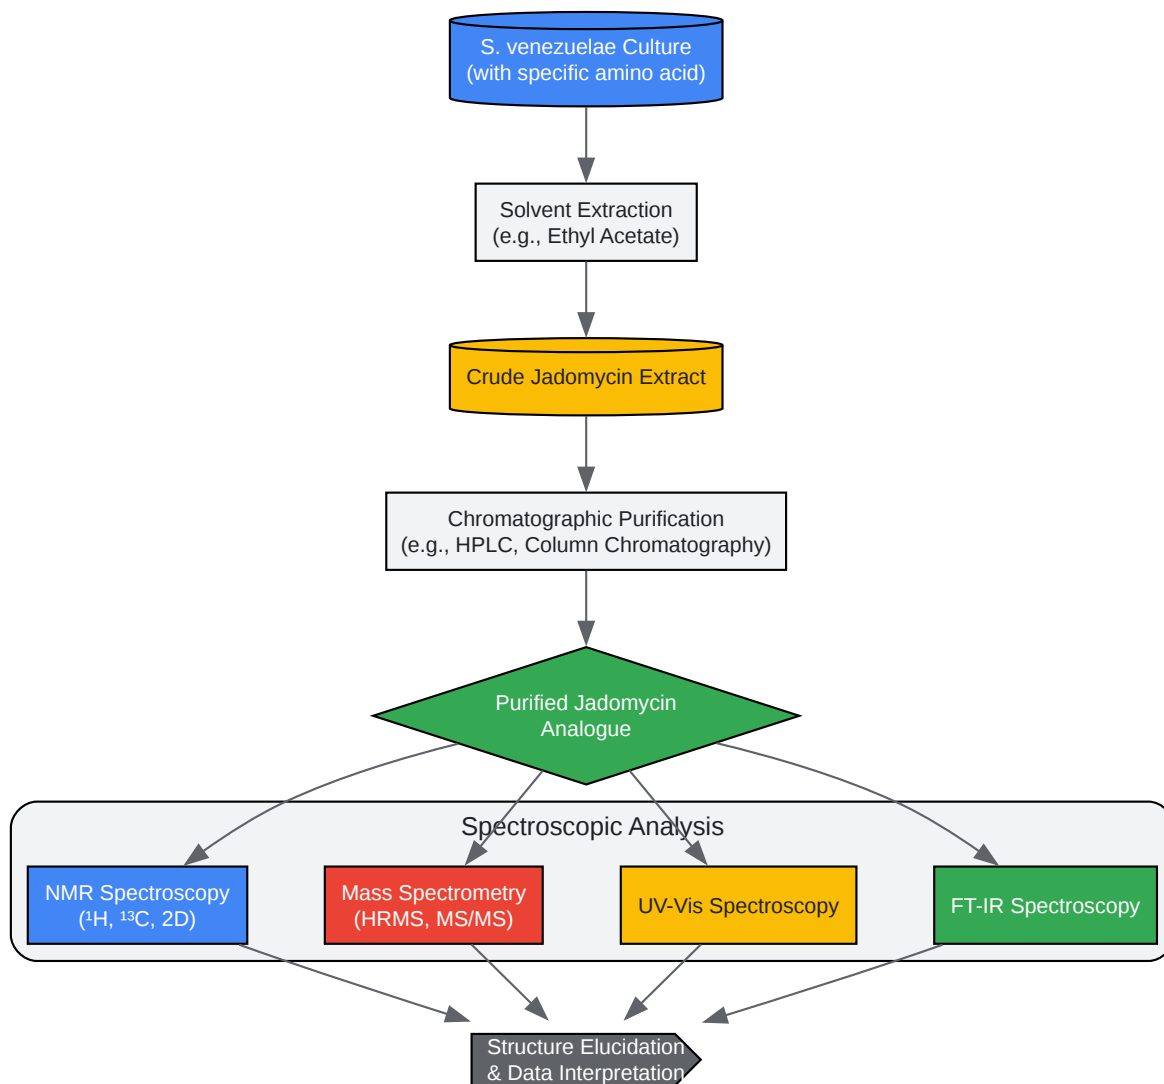 S. venezuelae Culture
(with specific amino acid)
Solvent Extraction
(e.g., Ethyl Acetate)
Crude Jadomycin Extract
Chromatographic Purification
(e.g., HPLC, Column Chromatography)
Purified Jadomycin
Analogue
Spectroscopic Analysis
NMR Spectroscopy
(¹H, ¹³C, 2D)
Mass Spectrometry
(HRMS, MS/MS)
UV-Vis Spectroscopy
FT-IR Spectroscopy
Structure Elucidation
& Data Interpretation